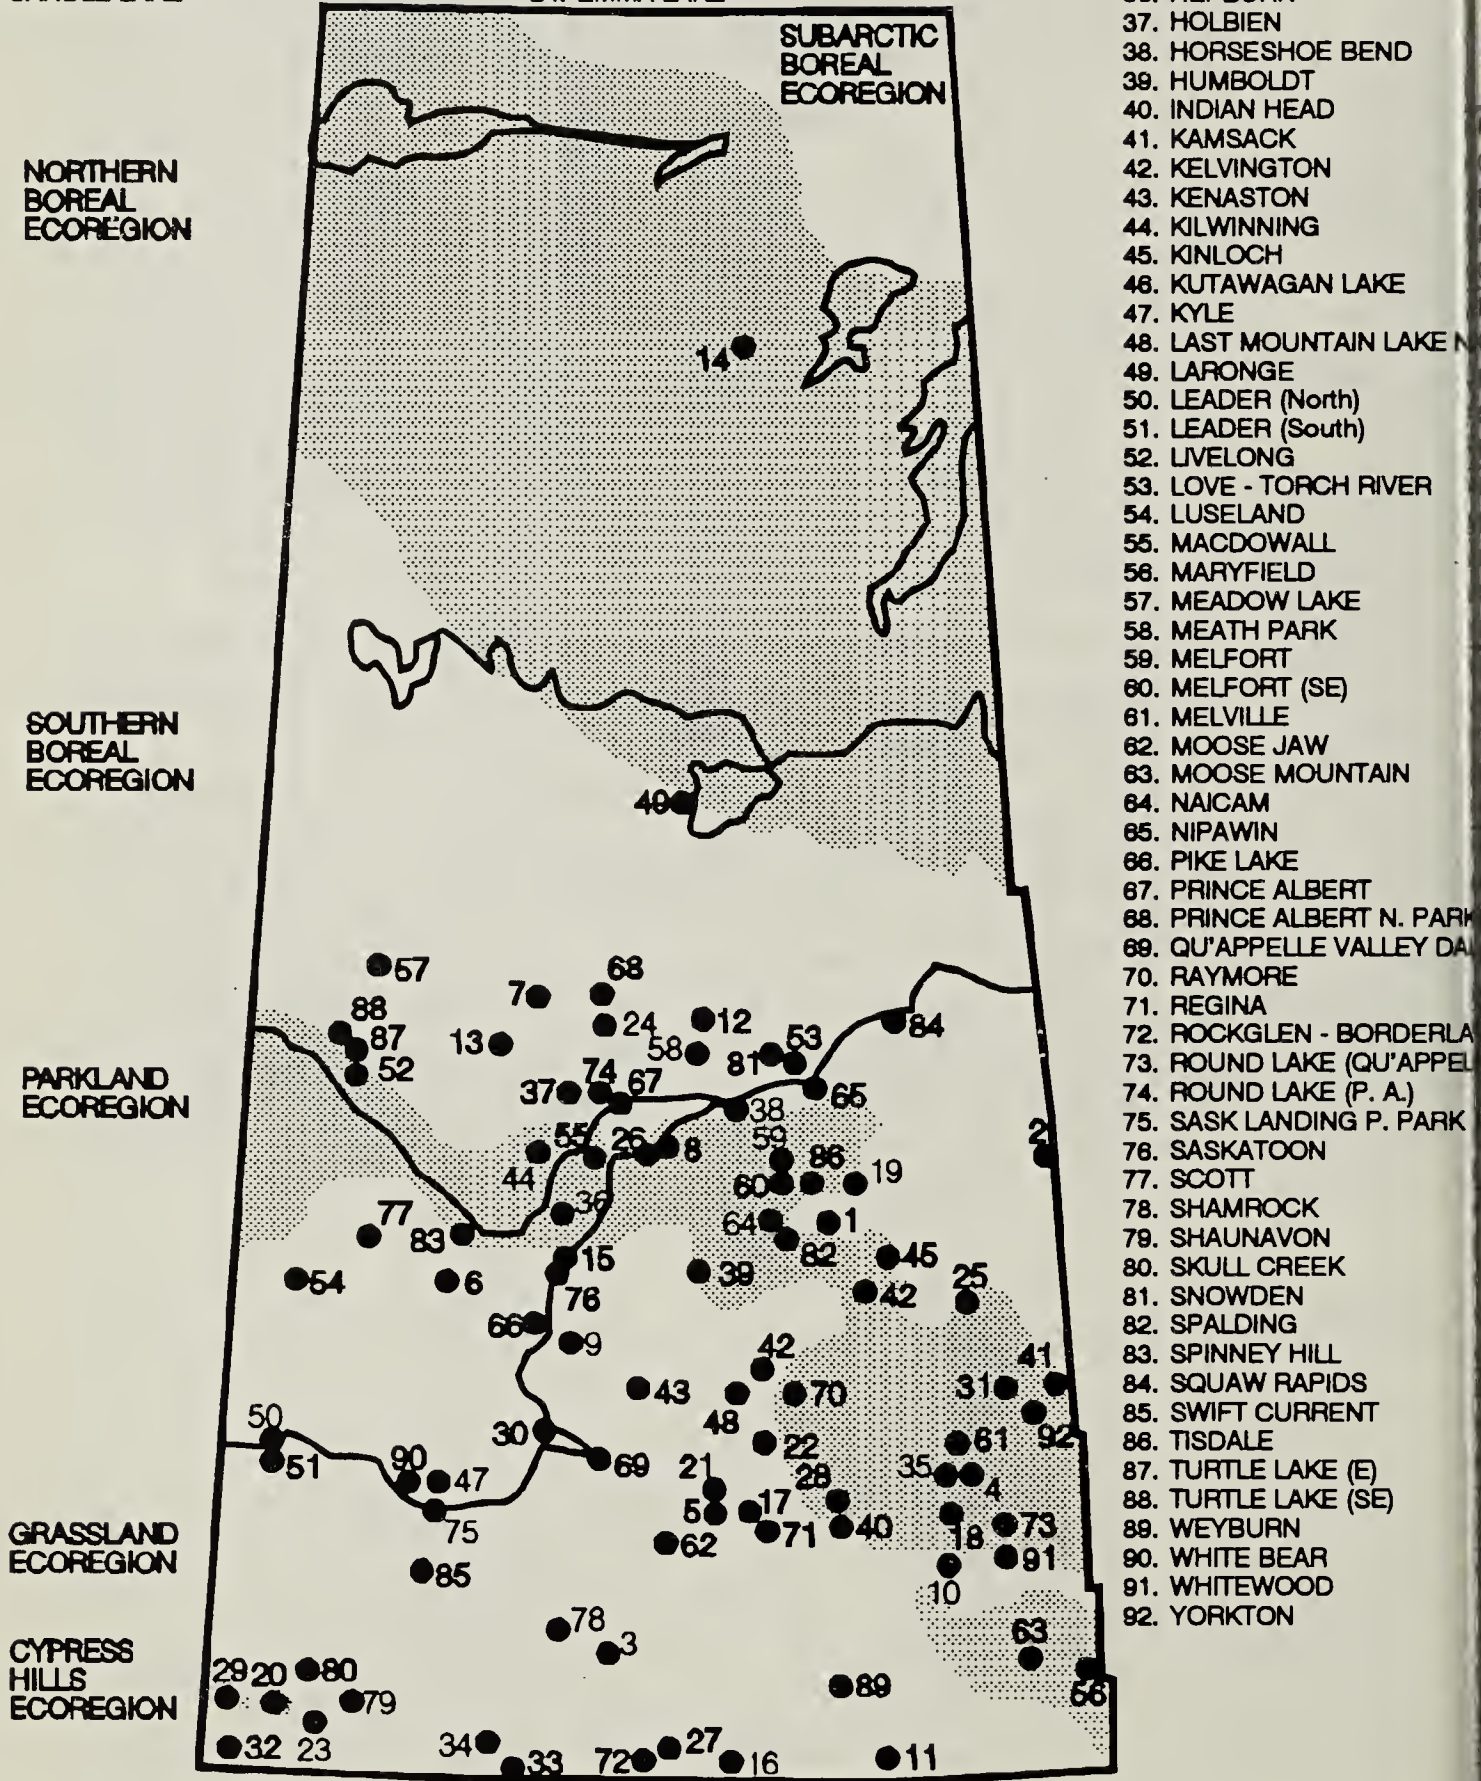 SUBARCTIC
BOREAL
ECOREGION
NORTHERN
BOREAL
ECOREGION
SOUTHERN
BOREAL
ECOREGION
PARKLAND
ECOREGION
GRASSLAND
ECOREGION
CYPRESS
HILLS
ECOREGION
14
49
57
68
7
88
24
12
84
87
13
58
81
53
52
37
74
67
65
38
2
55
26
8
59
86
19
44
60
36
64
1
77
83
82
15
45
54
6
39
25
76
42
66
9
42
41
43
70
31
48
50
30
22
61
92
51
90
47
69
21
28
35
4
75
5
17
71
40
18
73
62
91
85
10
78
3
63
29
20
80
79
89
56
32
23
34
33
72
27
16
11
37. HOLBIEN
38. HORSESHOE BEND
39. HUMBOLDT
40. INDIAN HEAD
41. KAMSACK
42. KELVINGTON
43. KENASTON
44. KILWINNING
45. KINLOCH
46. KUTAWAGAN LAKE
47. KYLE
48. LAST MOUNTAIN LAKE
49. LARONGE
50. LEADER (North)
51. LEADER (South)
52. LIVELONG
53. LOVE - TORCH RIVER
54. LUSELAND
55. MACDOWALL
56. MARYFIELD
57. MEADOW LAKE
58. MEATH PARK
59. MELFORT
60. MELFORT (SE)
61. MELVILLE
62. MOOSE JAW
63. MOOSE MOUNTAIN
64. NAICAM
65. NIPAWIN
66. PIKE LAKE
67. PRINCE ALBERT
68. PRINCE ALBERT N. PARK
69. QU'APPELLE VALLEY
70. RAYMORE
71. REGINA
72. ROCKGLEN - BORDERLA
73. ROUND LAKE (QU'APPEL
74. ROUND LAKE (P. A.)
75. SASK LANDING P. PARK
76. SASKATOON
77. SCOTT
78. SHAMROCK
79. SHAUNAVON
80. SKULL CREEK
81. SNOWDEN
82. SPALDING
83. SPINNEY HILL
84. SQUAW RAPIDS
85. SWIFT CURRENT
86. TISDALE
87. TURTLE LAKE (E)
88. TURTLE LAKE (SE)
89. WEYBURN
90. WHITE BEAR
91. WHITEWOOD
92. YORKTON